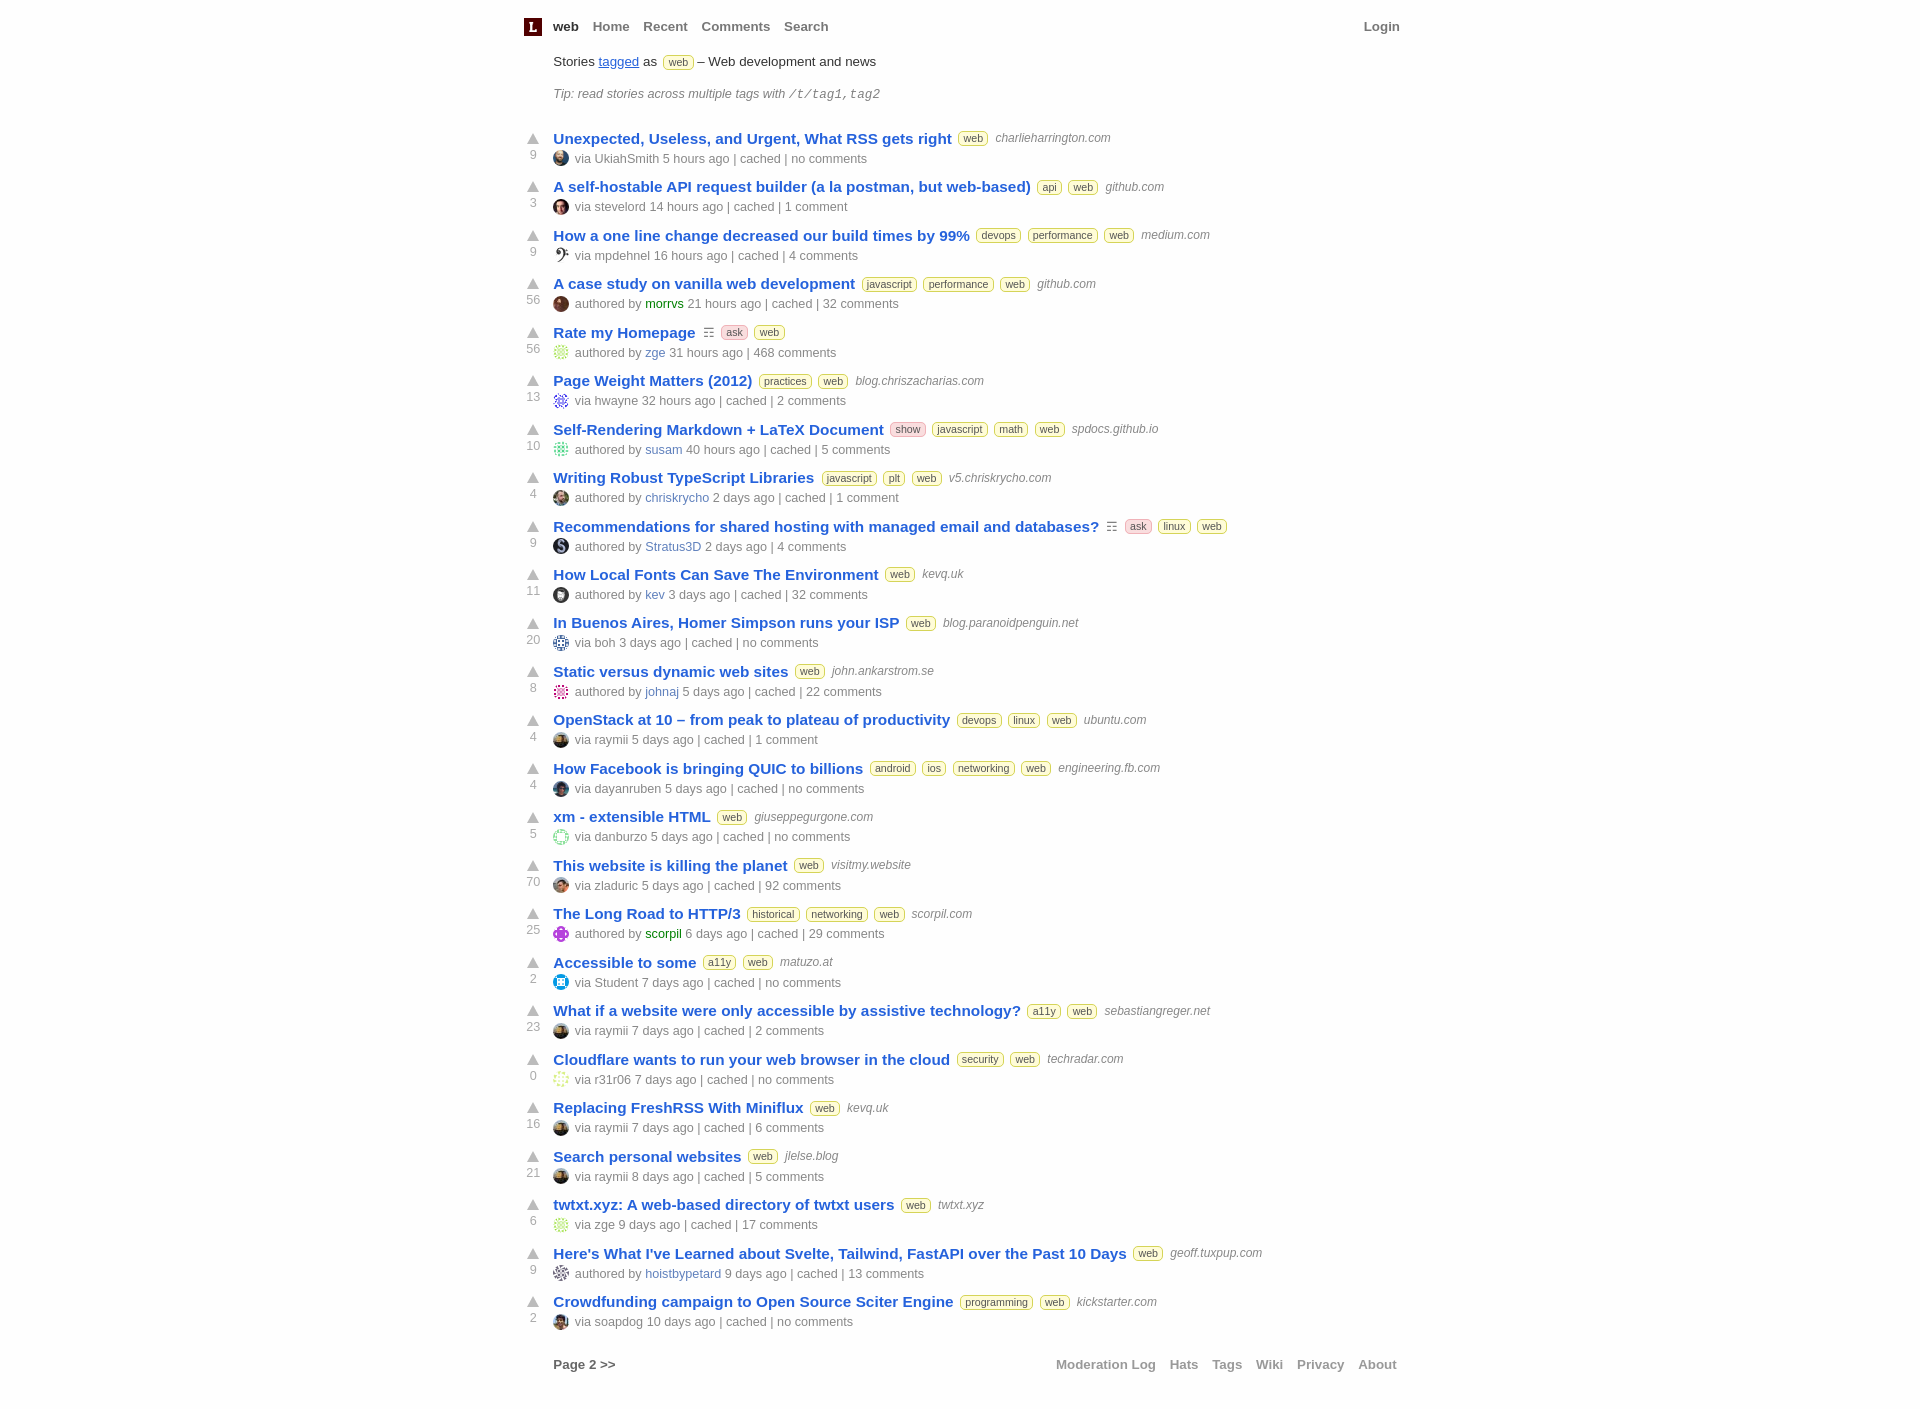 L web Home Recent Comments Search Login
Stories tagged as web – Web development and news
Tip: read stories across multiple tags with /t/tag1,tag2
Unexpected, Useless, and Urgent, What RSS gets right web charlieharrington.com
9 via UkiahSmith 5 hours ago | cached | no comments
A self-hostable API request builder (a la postman, but web-based) api web github.com
3 via stevelord 14 hours ago | cached | 1 comment
How a one line change decreased our build times by 99% devops performance web medium.com
9 via mpdehnel 16 hours ago | cached | 4 comments
A case study on vanilla web development javascript performance web github.com
56 authored by morrvs 21 hours ago | cached | 32 comments
Rate my Homepage ☶ ask web
56 authored by zge 31 hours ago | 468 comments
Page Weight Matters (2012) practices web blog.chriszacharias.com
13 via hwayne 32 hours ago | cached | 2 comments
Self-Rendering Markdown + LaTeX Document show javascript math web spdocs.github.io
10 authored by susam 40 hours ago | cached | 5 comments
Writing Robust TypeScript Libraries javascript plt web v5.chriskrycho.com
4 authored by chriskrycho 2 days ago | cached | 1 comment
Recommendations for shared hosting with managed email and databases? ☶ ask linux web
9 authored by Stratus3D 2 days ago | 4 comments
How Local Fonts Can Save The Environment web kevq.uk
11 authored by kev 3 days ago | cached | 32 comments
In Buenos Aires, Homer Simpson runs your ISP web blog.paranoidpenguin.net
20 via boh 3 days ago | cached | no comments
Static versus dynamic web sites web john.ankarstrom.se
8 authored by johnaj 5 days ago | cached | 22 comments
OpenStack at 10 – from peak to plateau of productivity devops linux web ubuntu.com
4 via raymii 5 days ago | cached | 1 comment
How Facebook is bringing QUIC to billions android ios networking web engineering.fb.com
4 via dayanruben 5 days ago | cached | no comments
xm - extensible HTML web giuseppegurgone.com
5 via danburzo 5 days ago | cached | no comments
This website is killing the planet web visitmy.website
70 via zladuric 5 days ago | cached | 92 comments
The Long Road to HTTP/3 historical networking web scorpil.com
25 authored by scorpil 6 days ago | cached | 29 comments
Accessible to some a11y web matuzo.at
2 via Student 7 days ago | cached | no comments
What if a website were only accessible by assistive technology? a11y web sebastiangreger.net
23 via raymii 7 days ago | cached | 2 comments
Cloudflare wants to run your web browser in the cloud security web techradar.com
0 via r31r06 7 days ago | cached | no comments
Replacing FreshRSS With Miniflux web kevq.uk
16 via raymii 7 days ago | cached | 6 comments
Search personal websites web jlelse.blog
21 via raymii 8 days ago | cached | 5 comments
twtxt.xyz: A web-based directory of twtxt users web twtxt.xyz
6 via zge 9 days ago | cached | 17 comments
Here's What I've Learned about Svelte, Tailwind, FastAPI over the Past 10 Days web geoff.tuxpup.com
9 authored by hoistbypetard 9 days ago | cached | 13 comments
Crowdfunding campaign to Open Source Sciter Engine programming web kickstarter.com
2 via soapdog 10 days ago | cached | no comments
Page 2 >> Moderation Log Hats Tags Wiki Privacy About